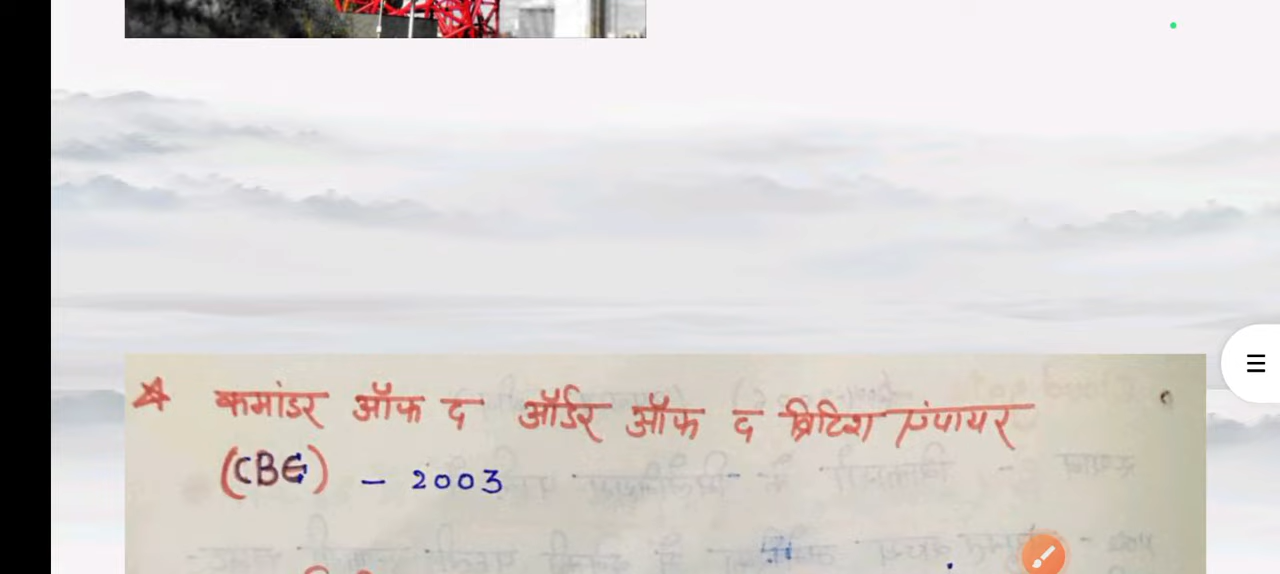 कमांडर ऑफ द ऑर्डर ऑफ द ब्रिटिश एंपायर
(CBE) - 2003